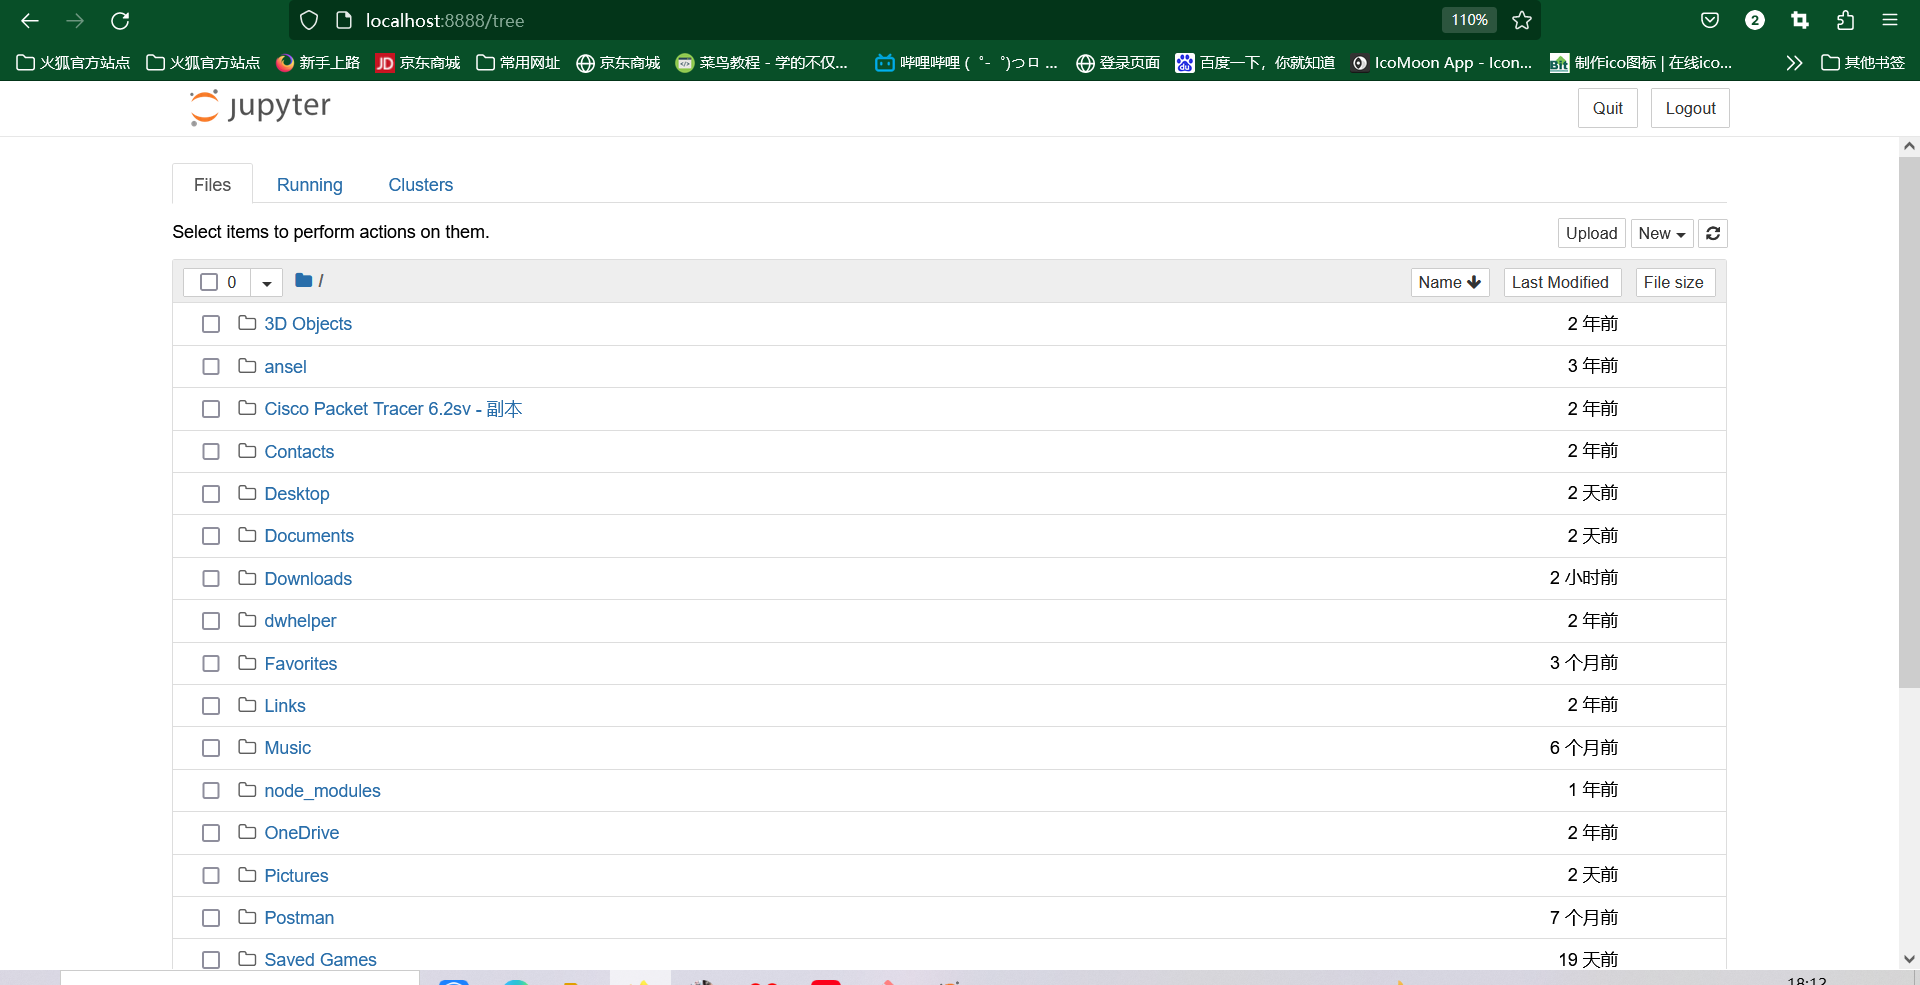 localhost:8888/tree 110% 2
火狐官方站点 火狐官方站点 新手上路 JD 京东商城 常用网址 京东商城 菜鸟教程 - 学的不仅... 哔哩哔哩 ( ゜- ゜)つロ ... 登录页面 du 百度一下，你就知道 IcoMoon App - Icon... Bit 制作ico图标 | 在线ico... 其他书签
jupyter Quit Logout
Files Running Clusters
Select items to perform actions on them. Upload New
0 / Name Last Modified File size
3D Objects 2 年前
ansel 3 年前
Cisco Packet Tracer 6.2sv - 副本 2 年前
Contacts 2 年前
Desktop 2 天前
Documents 2 天前
Downloads 2 小时前
dwhelper 2 年前
Favorites 3 个月前
Links 2 年前
Music 6 个月前
node_modules 1 年前
OneDrive 2 年前
Pictures 2 天前
Postman 7 个月前
Saved Games 19 天前
18:12